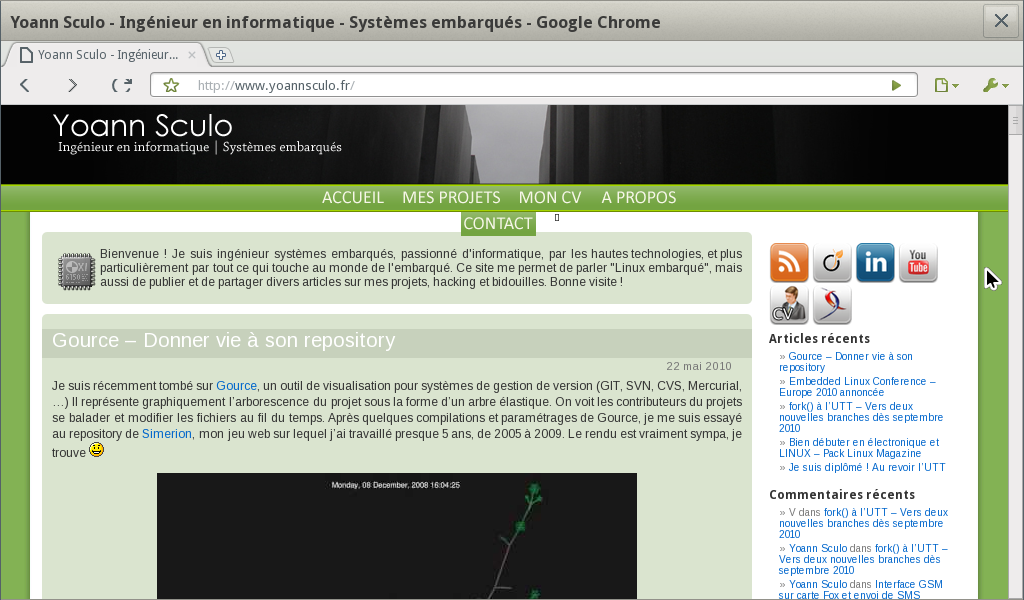 Yoann Sculo - Ingénieur en informatique - Systèmes embarqués - Google Chrome
Yoann Sculo - Ingénieur...
http://www.yoannsculo.fr/
Yoann Sculo
Ingénieur en informatique | Systèmes embarqués
ACCUEIL MES PROJETS MON CV A PROPOS
CONTACT
Bienvenue ! Je suis ingénieur systèmes embarqués, passionné d'informatique, par les hautes technologies, et plus
particulièrement par tout ce qui touche au monde de l'embarqué. Ce site me permet de parler "Linux embarqué", mais
aussi de publier et de partager divers articles sur mes projets, hacking et bidouilles. Bonne visite !
Gource – Donner vie à son repository
22 mai 2010
Je suis récemment tombé sur Gource, un outil de visualisation pour systèmes de gestion de version (GIT, SVN, CVS, Mercurial,
…) Il représente graphiquement l'arborescence du projet sous la forme d'un arbre élastique. On voit les contributeurs du projets
se balader et modifier les fichiers au fil du temps. Après quelques compilations et paramétrages de Gource, je me suis essayé
au repository de Simerion, mon jeu web sur lequel j'ai travaillé presque 5 ans, de 2005 à 2009. Le rendu est vraiment sympa, je
trouve
Monday, 08 December, 2008 16:04:25
in
You
Tube
CV
Articles récents
» Gource – Donner vie à son
repository
» Embedded Linux Conference –
Europe 2010 annoncée
» fork() à l'UTT – Vers deux
nouvelles branches dès septembre
2010
» Bien débuter en électronique et
LINUX – Pack Linux Magazine
» Je suis diplômé ! Au revoir l'UTT
Commentaires récents
» V dans fork() à l'UTT – Vers deux
nouvelles branches dès septembre
2010
» Yoann Sculo dans fork() à l'UTT –
Vers deux nouvelles branches dès
septembre 2010
» Yoann Sculo dans Interface GSM
sur carte Fox et envoi de SMS